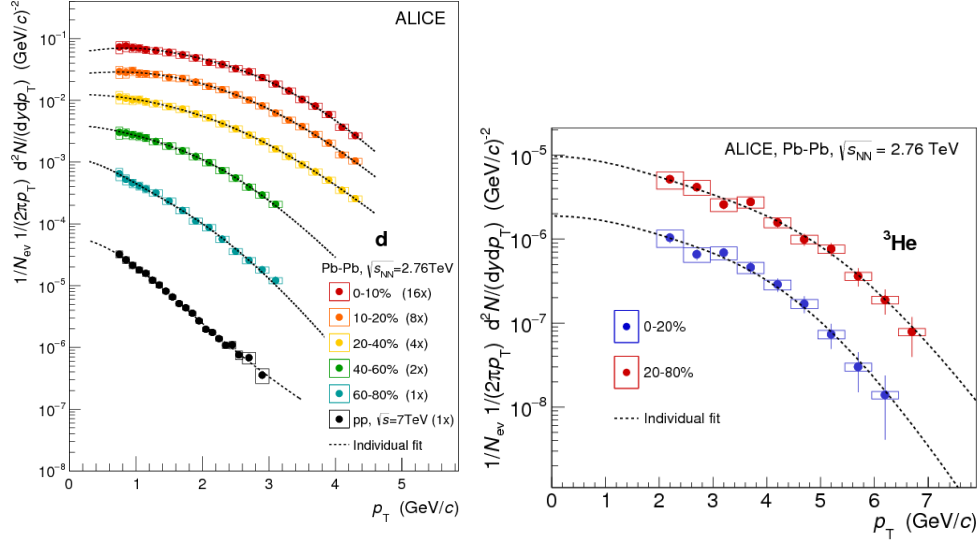 ALICE
1/N_ev 1/(2πp_T) d²N/(dydp_T) (GeV/c)⁻²
10⁻¹
10⁻²
10⁻³
10⁻⁴
10⁻⁵
10⁻⁶
10⁻⁷
10⁻⁸
d
Pb-Pb, √s_NN=2.76TeV
0-10% (16x)
10-20% (8x)
20-40% (4x)
40-60% (2x)
60-80% (1x)
pp, √s=7TeV (1x)
Individual fit
0 1 2 3 4 5
p_T (GeV/c)
ALICE, Pb-Pb, √s_NN = 2.76 TeV
1/N_ev 1/(2πp_T) d²N/(dydp_T) (GeV/c)⁻²
10⁻⁵
10⁻⁶
10⁻⁷
10⁻⁸
³He
0-20%
20-80%
Individual fit
0 1 2 3 4 5 6 7
p_T (GeV/c)